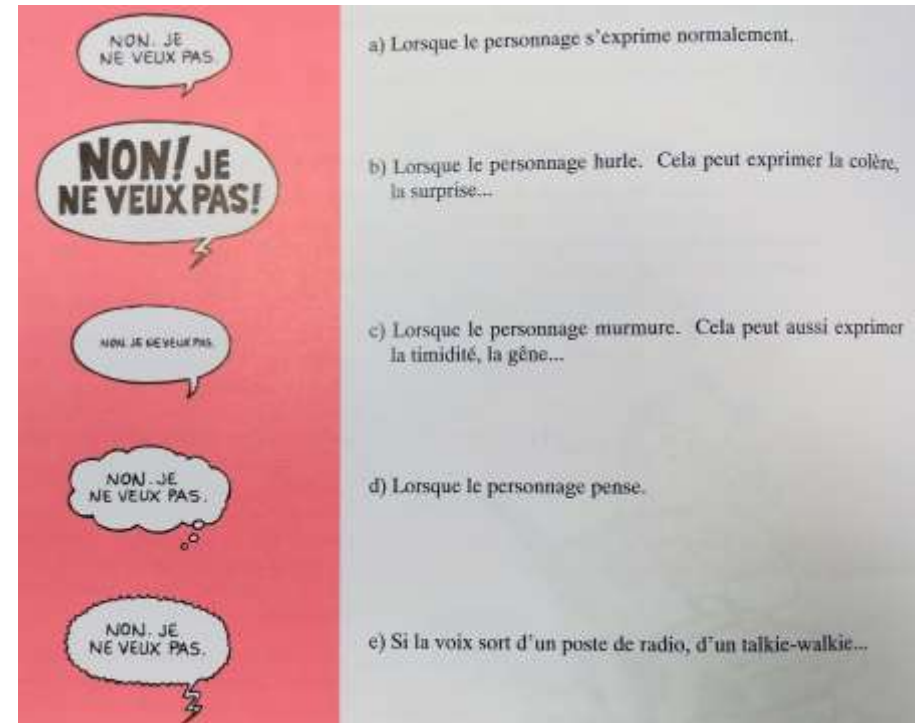 NON. JE
NE VEUX PAS.
a) Lorsque le personnage s'exprime normalement.
NON! JE
NE VEUX PAS!
b) Lorsque le personnage hurle. Cela peut exprimer la colère,
la surprise...
NON. JE NE VEUX PAS.
c) Lorsque le personnage murmure. Cela peut aussi exprimer
la timidité, la gêne...
NON. JE
NE VEUX PAS.
d) Lorsque le personnage pense.
NON. JE
NE VEUX PAS.
e) Si la voix sort d'un poste de radio, d'un talkie-walkie...